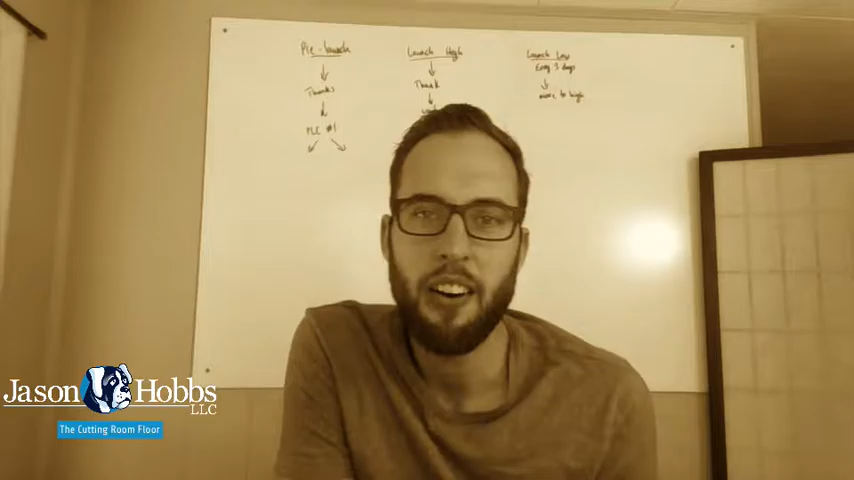 Pre-launch
Launch High
Launch Low
Every 3 days
Thanks
Thank
move to high
PLC #1
Jason Hobbs
LLC
The Cutting Room Floor